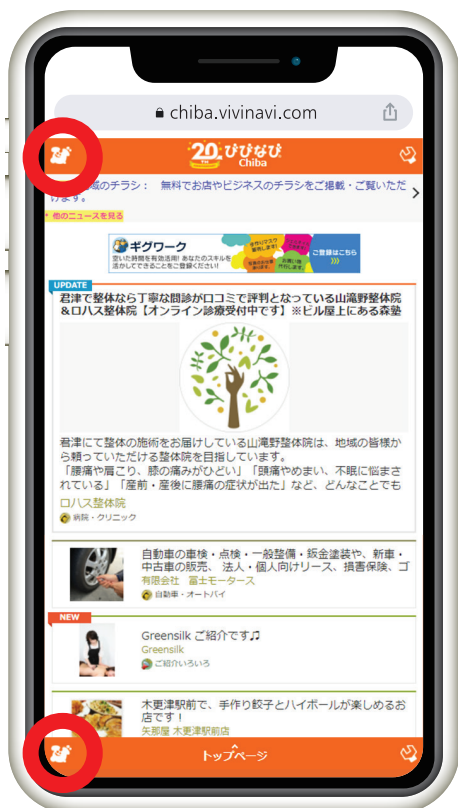 chiba.vivinavi.com
20 びびなび
TH Chiba
域のチラシ： 無料でお店やビジネスのチラシをご掲載・ご覧いただ
けます。
* 他のニュースを見る
ギグワーク
空いた時間を有効活用! あなたのスキルを
活かしてできることをご登録ください!
ご登録はこちら
UPDATE
君津で整体なら丁寧な問診が口コミで評判となっている山滝野整体院
＆ロハス整体院【オンライン診療受付中です】※ビル屋上にある森塾
君津にて整体の施術をお届けしている山滝野整体院は、地域の皆様か
ら頼っていただける整体院を目指しています。
「腰痛や肩こり、膝の痛みがひどい」「頭痛やめまい、不眠に悩まさ
れている」「産前・産後に腰痛の症状が出た」など、どんなことでも
ロハス整体院
病院・クリニック
自動車の車検・点検・一般整備・鈑金塗装や、新車・
中古車の販売、 法人・個人向けリース、損害保険、ゴ
有限会社 冨士モータース
自動車・オートバイ
NEW
Greensilk ご紹介です♫
Greensilk
ご紹介いろいろ
木更津駅前で、手作り餃子とハイボールが楽しめるお
店です！
矢那屋 木更津駅前店
トップページ